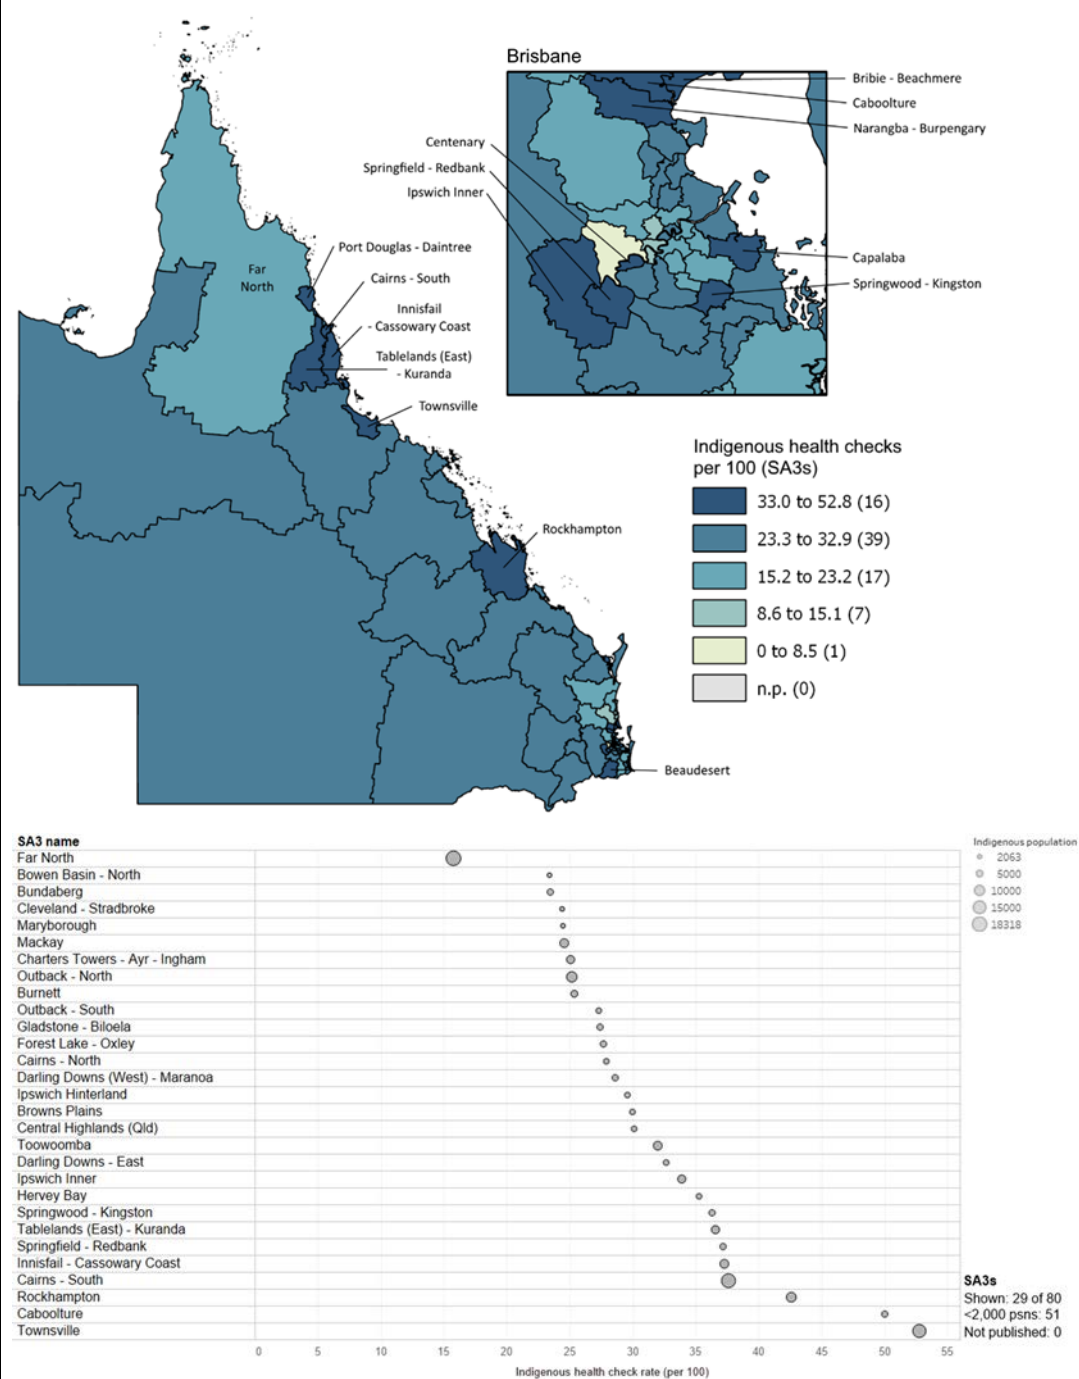 Brisbane
Bribie - Beachmere
Caboolture
Narangba - Burpengary
Centenary
Springfield - Redbank
Ipswich Inner
Capalaba
Springwood - Kingston
Port Douglas - Daintree
Far
North
Cairns - South
Innisfail
- Cassowary Coast
Tablelands (East)
- Kuranda
Townsville
Rockhampton
Beaudesert
Indigenous health checks
per 100 (SA3s)
33.0 to 52.8 (16)
23.3 to 32.9 (39)
15.2 to 23.2 (17)
8.6 to 15.1 (7)
0 to 8.5 (1)
n.p. (0)
SA3 name
Far North
Bowen Basin - North
Bundaberg
Cleveland - Stradbroke
Maryborough
Mackay
Charters Towers - Ayr - Ingham
Outback - North
Burnett
Outback - South
Gladstone - Biloela
Forest Lake - Oxley
Cairns - North
Darling Downs (West) - Maranoa
Ipswich Hinterland
Browns Plains
Central Highlands (Qld)
Toowoomba
Darling Downs - East
Ipswich Inner
Hervey Bay
Springwood - Kingston
Tablelands (East) - Kuranda
Springfield - Redbank
Innisfail - Cassowary Coast
Cairns - South
Rockhampton
Caboolture
Townsville
0 5 10 15 20 25 30 35 40 45 50 55
Indigenous health check rate (per 100)
Indigenous population
2063
5000
10000
15000
18318
SA3s
Shown: 29 of 80
<2,000 psns: 51
Not published: 0